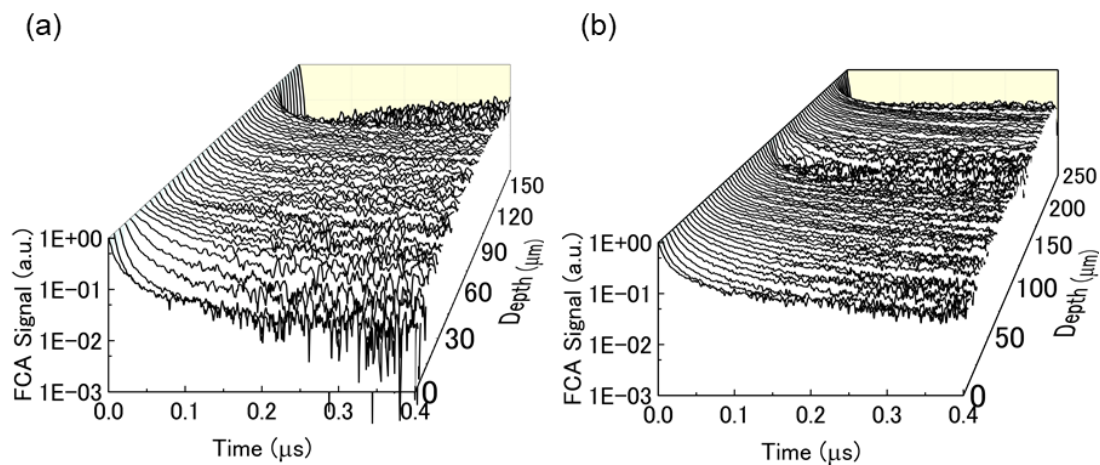 (a)
(b)
FCA Signal (a.u.)
1E+00
1E-01
1E-02
1E-03
0.0
0.1
0.2
0.3
0.4
Time (μs)
0
30
60
90
120
150
Depth (μm)
FCA Signal (a.u.)
1E+00
1E-01
1E-02
1E-03
0.0
0.1
0.2
0.3
0.4
Time (μs)
0
50
100
150
200
250
Depth (μm)